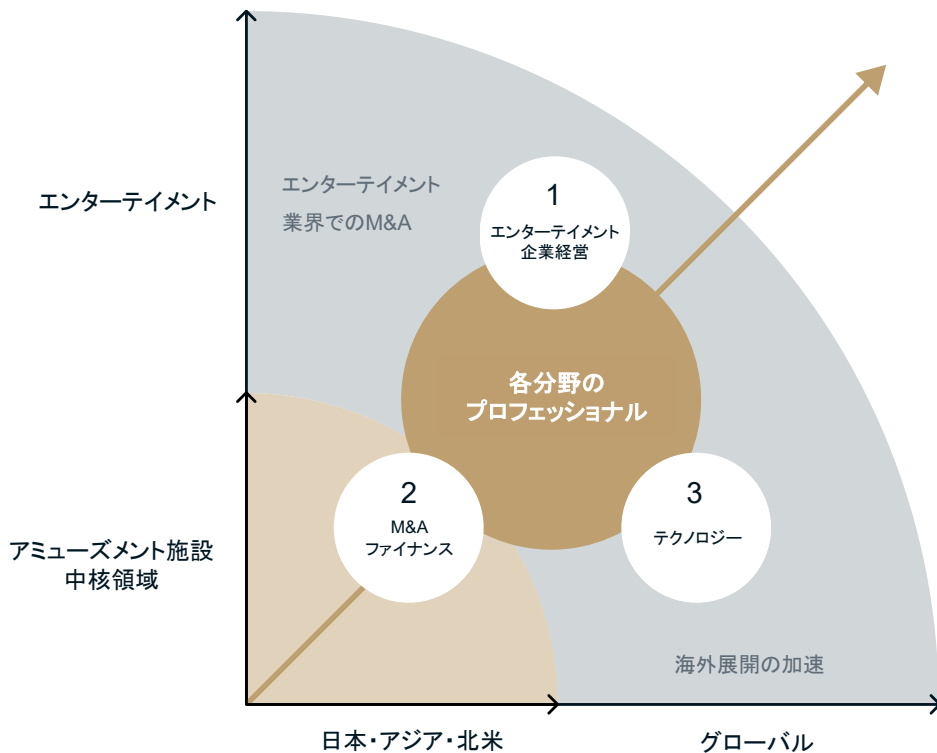 エンターテイメント
エンターテイメント
業界でのM&A
1
エンターテイメント
企業経営
各分野の
プロフェッショナル
2
M&A
ファイナンス
3
テクノロジー
アミューズメント施設
中核領域
海外展開の加速
日本・アジア・北米
グローバル